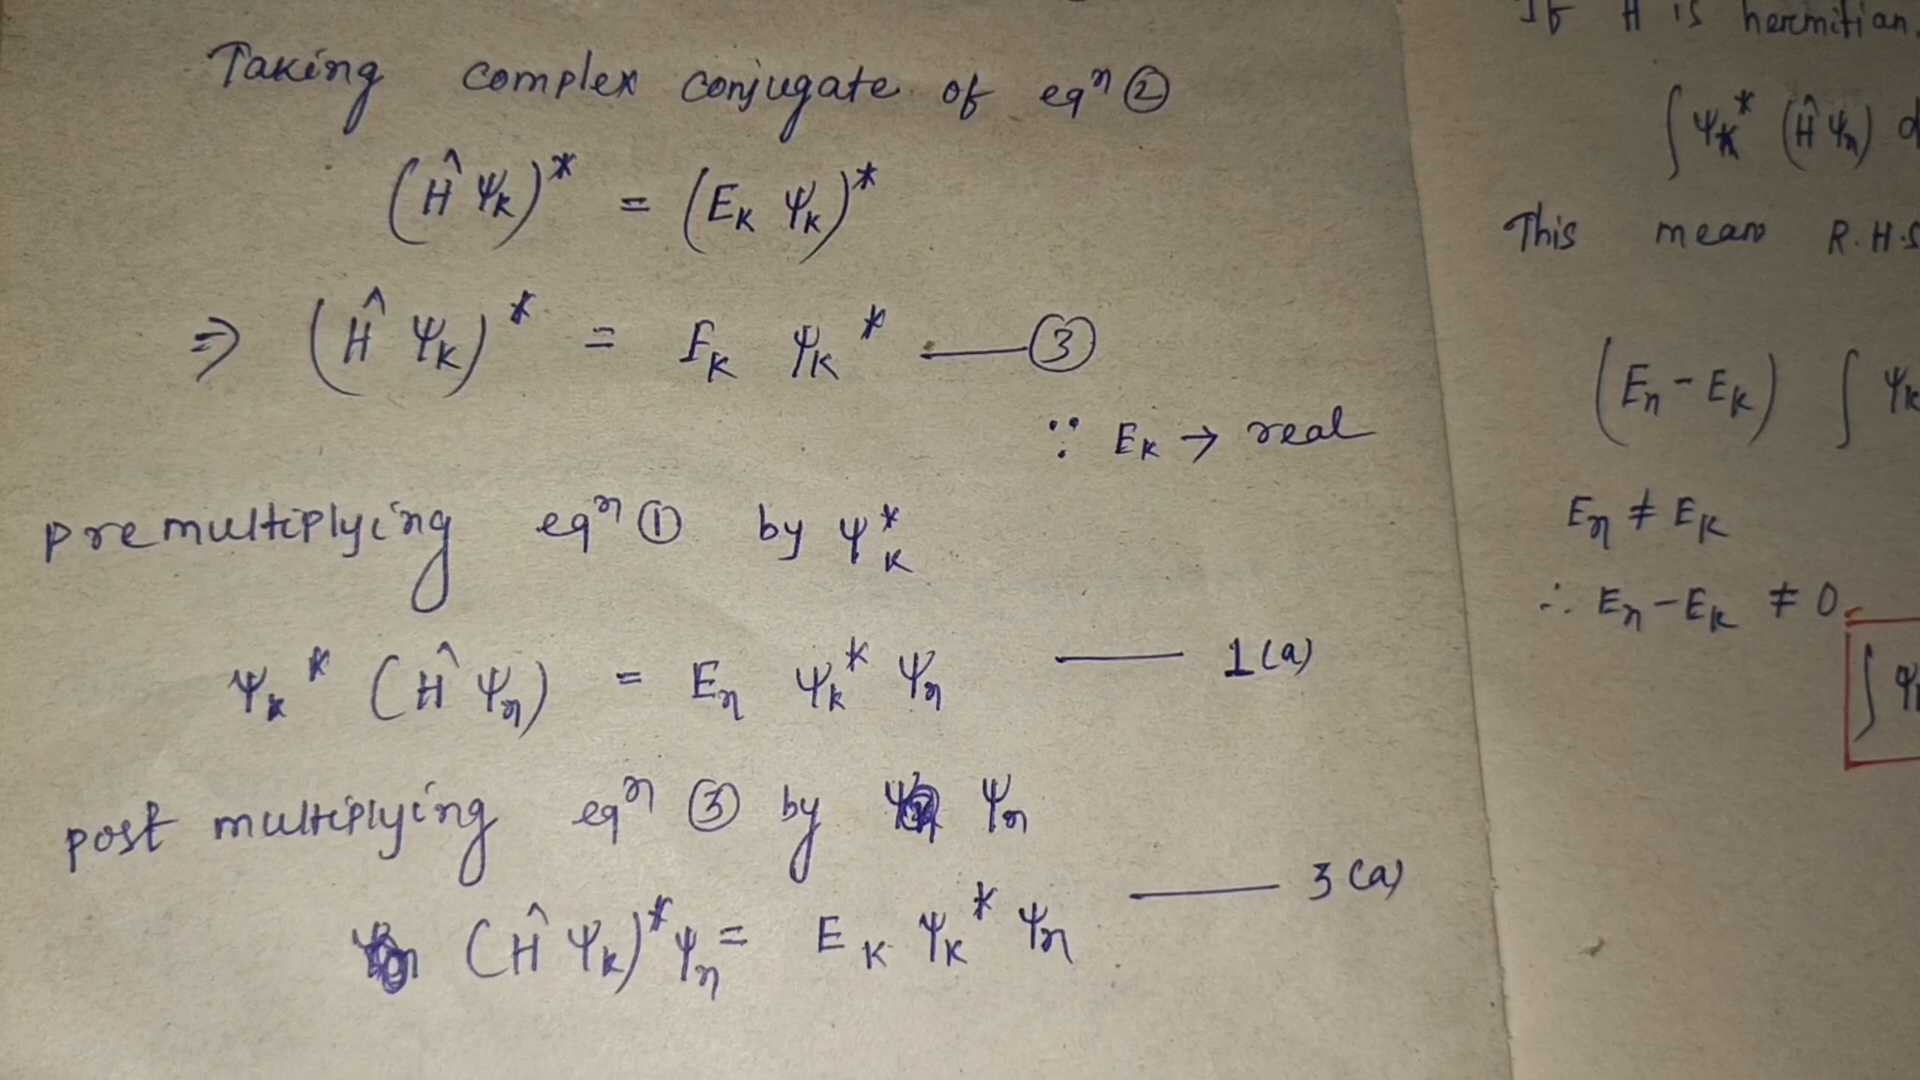 Taking complex conjugate of eqⁿ ②
(Ĥ Ψk)* = (Ek Ψk)*
⇒ (Ĥ Ψk)* = Ek Ψk* —— ③
∵ Ek → real
premultiplying eqⁿ ① by Ψk*
Ψk* (Ĥ Ψn) = En Ψk* Ψn —— 1(a)
post multiplying eqⁿ ③ by Ψn
(Ĥ Ψk)* Ψn = Ek Ψk* Ψn —— 3(a)
If H is hermitian.
∫ Ψk* (Ĥ Ψn) d
This means R.H.S
(En - Ek) ∫ Ψk
En ≠ Ek
∴ En - Ek ≠ 0
∫ Ψ